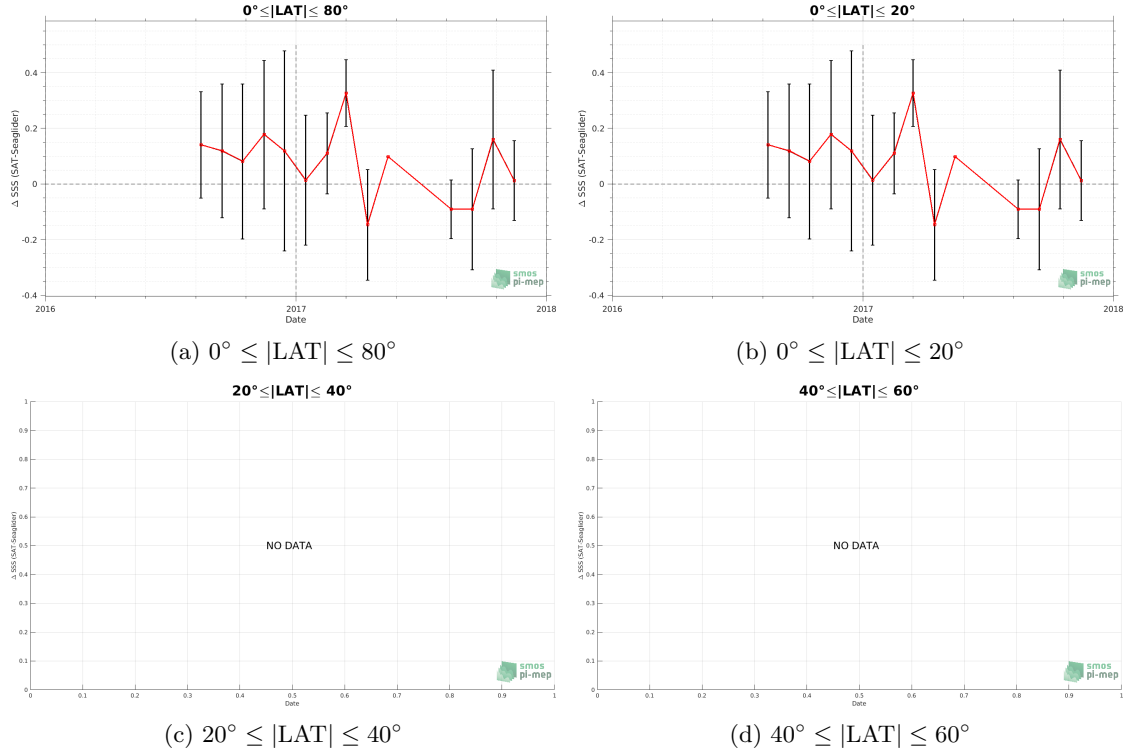 0°≤|LAT|≤ 80°
Δ SSS (SAT-Seaglider)
0.4
0.2
0
-0.2
-0.4
2016
2017
2018
Date
smos
pi-mep
(a) 0° ≤ |LAT| ≤ 80°
0°≤|LAT|≤ 20°
Δ SSS (SAT-Seaglider)
0.4
0.2
0
-0.2
-0.4
2016
2017
2018
Date
smos
pi-mep
(b) 0° ≤ |LAT| ≤ 20°
20°≤|LAT|≤ 40°
Δ SSS (SAT-Seaglider)
1
0.9
0.8
0.7
0.6
0.5
0.4
0.3
0.2
0.1
0
NO DATA
0 0.1 0.2 0.3 0.4 0.5 0.6 0.7 0.8 0.9 1
Date
smos
pi-mep
(c) 20° ≤ |LAT| ≤ 40°
40°≤|LAT|≤ 60°
Δ SSS (SAT-Seaglider)
1
0.9
0.8
0.7
0.6
0.5
0.4
0.3
0.2
0.1
0
NO DATA
0 0.1 0.2 0.3 0.4 0.5 0.6 0.7 0.8 0.9 1
Date
smos
pi-mep
(d) 40° ≤ |LAT| ≤ 60°